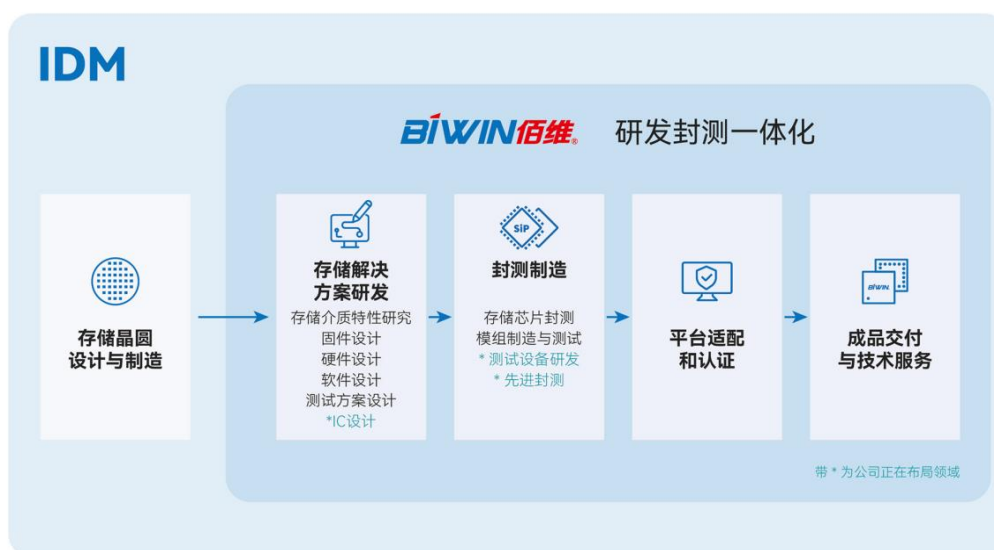 IDM
BIWIN佰维® 研发封测一体化
存储晶圆
设计与制造
存储解决
方案研发
存储介质特性研究
固件设计
硬件设计
软件设计
测试方案设计
*IC设计
SiP
封测制造
存储芯片封测
模组制造与测试
* 测试设备研发
* 先进封测
平台适配
和认证
BIWIN
成品交付
与技术服务
带 * 为公司正在布局领域